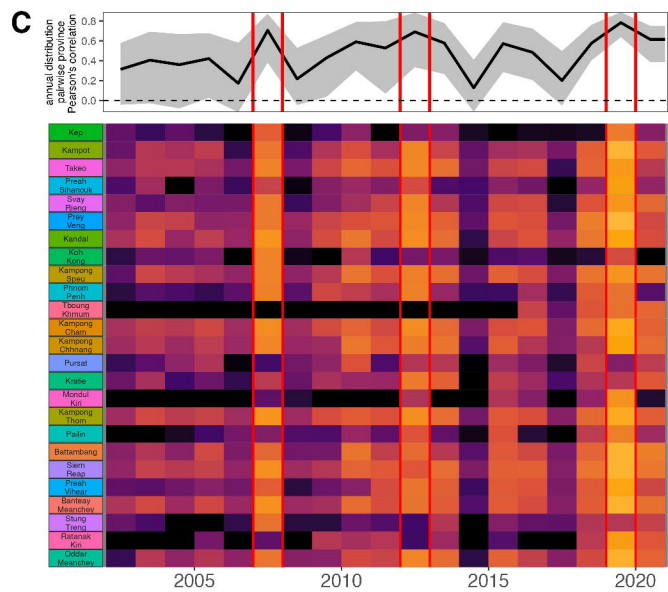 C
annual distribution
pairwise province
Pearson's correlation
0.8
0.6
0.4
0.2
0.0
Kep
Kampot
Takeo
Preah
Sihanouk
Svay
Rieng
Prey
Veng
Kandal
Koh
Kong
Kampong
Speu
Phnom
Penh
Tboung
Khmum
Kampong
Cham
Kampong
Chhnang
Pursat
Kratie
Mondul
Kiri
Kampong
Thom
Pailin
Battambang
Siem
Reap
Preah
Vihear
Banteay
Meanchey
Stung
Treng
Ratanak
Kiri
Oddar
Meanchey
2005
2010
2015
2020